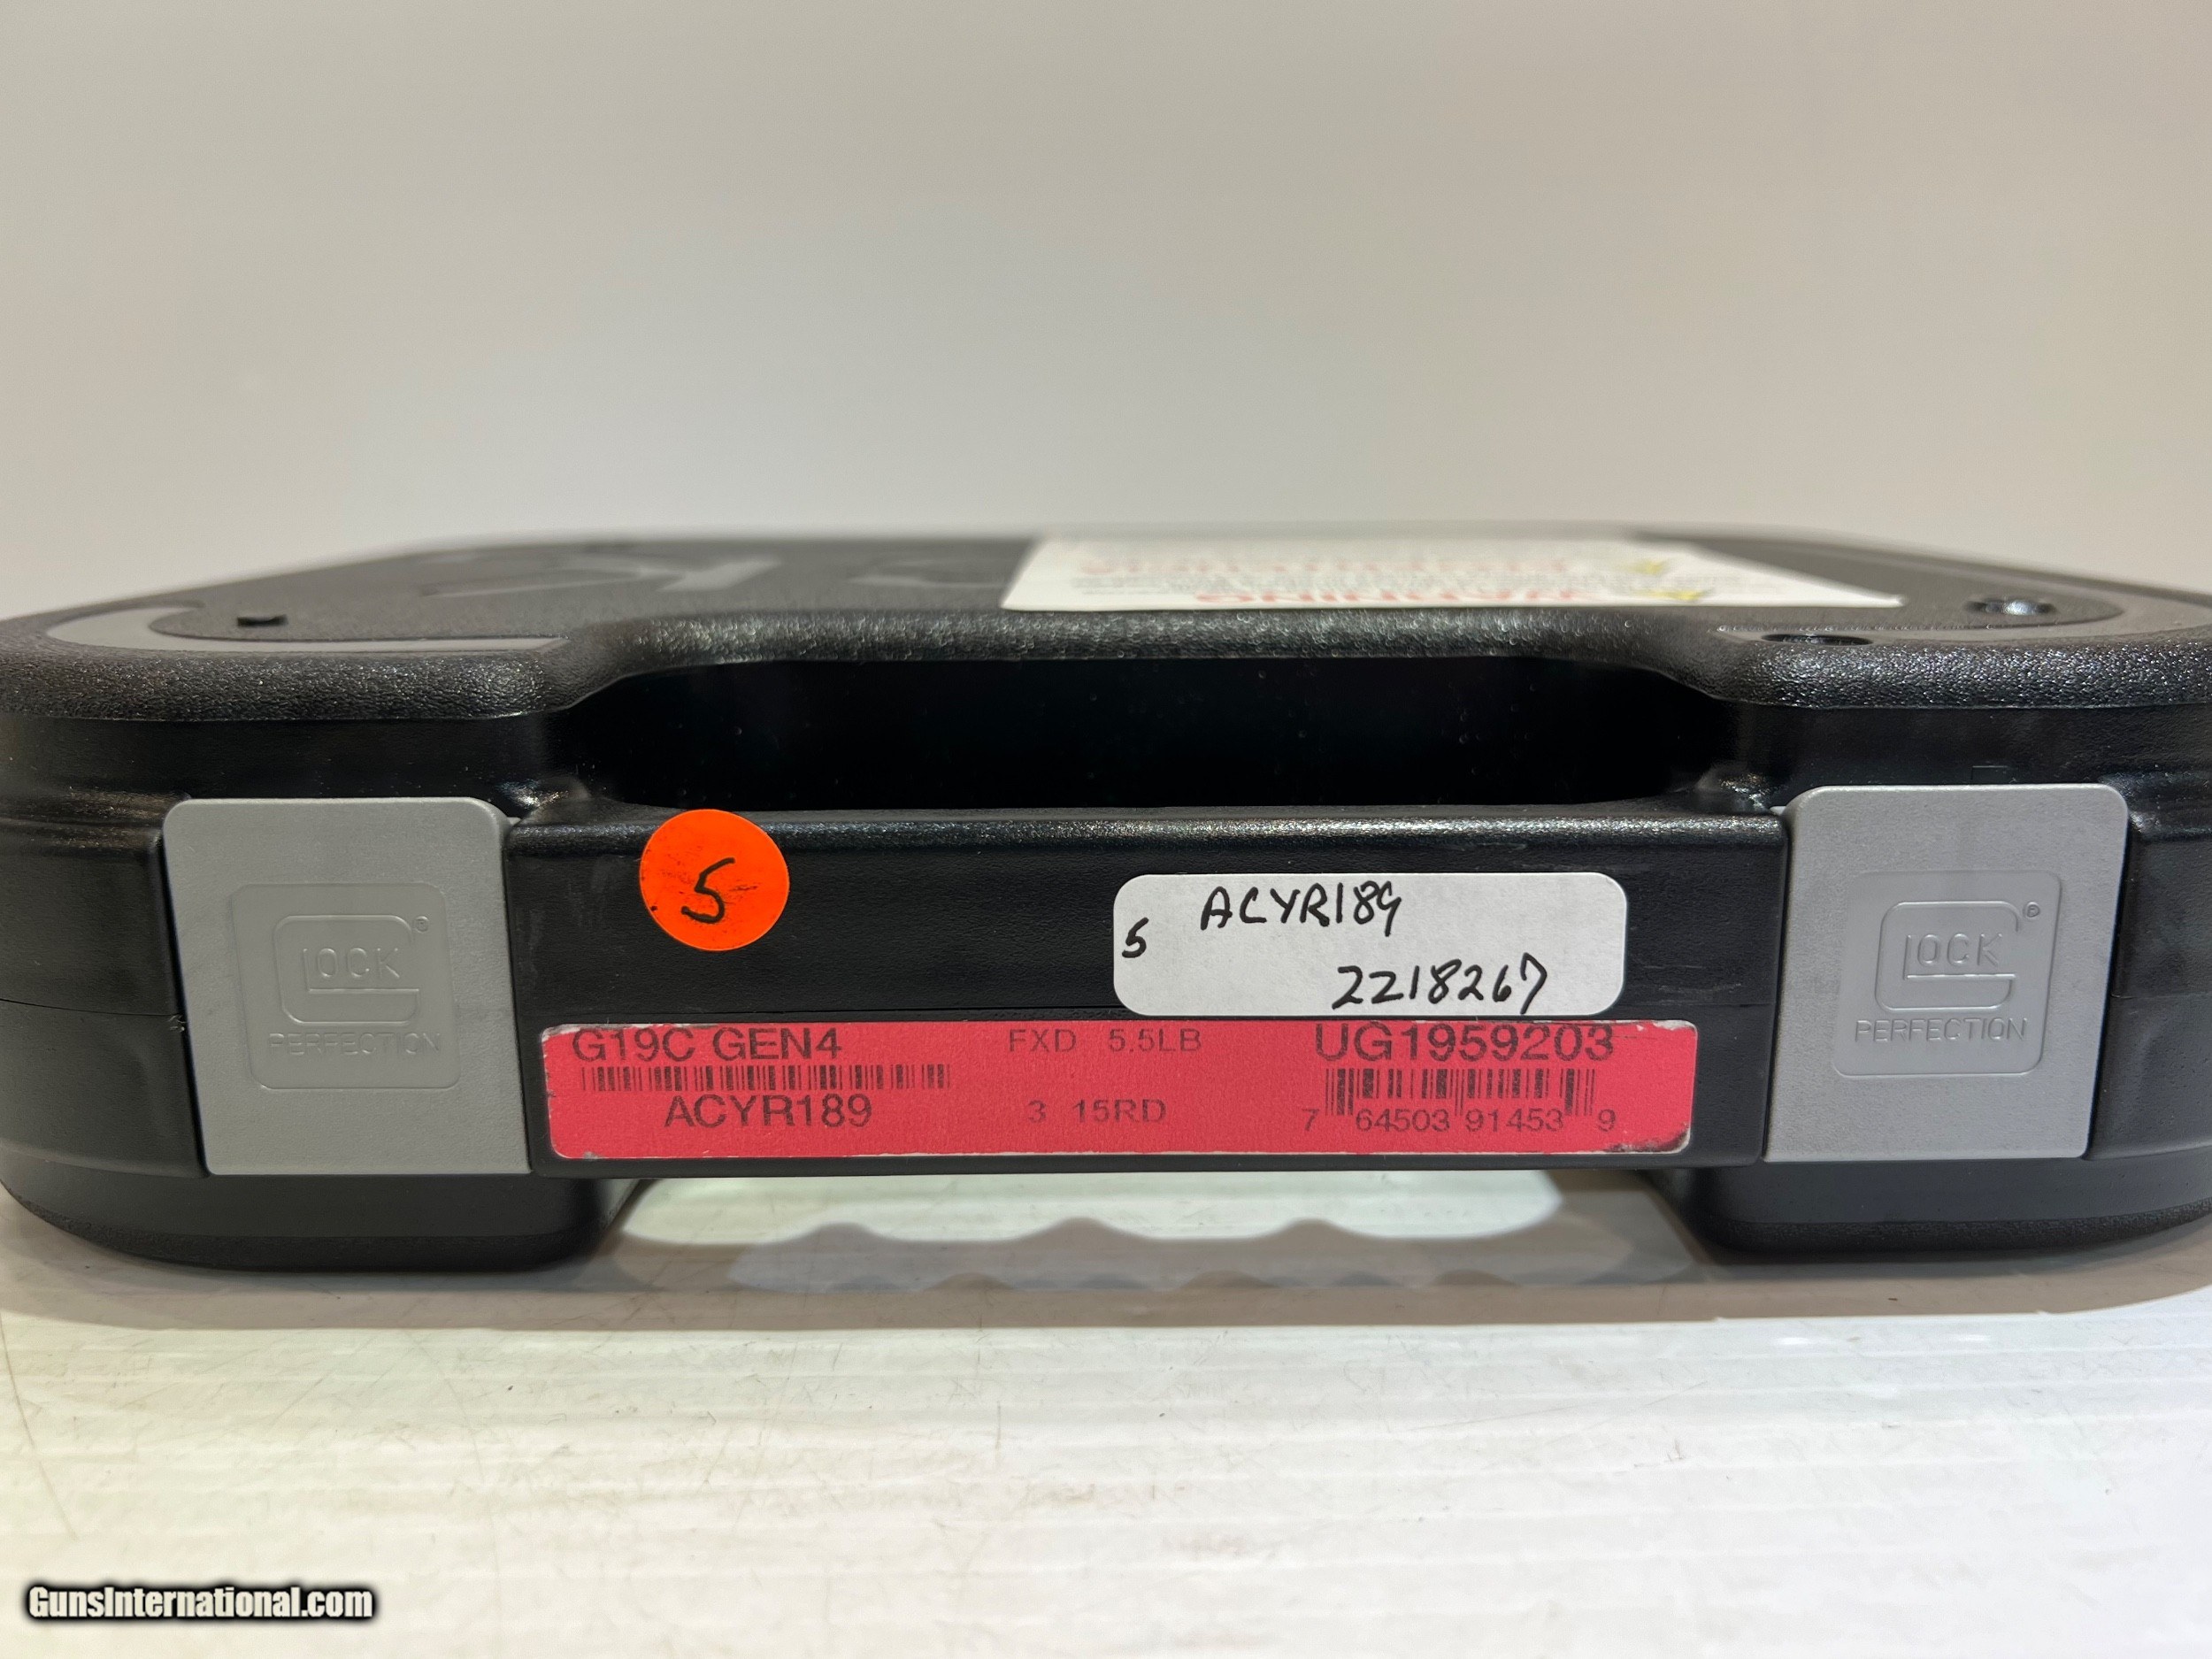 WARNING
5
ACYR189
5
2218267
GLOCK
PERFECTION
GLOCK
PERFECTION
G19C GEN4 FXD 5.5LB UG1959203
ACYR189 3 15RD 7 64503 91453 9
GunsInternational.com